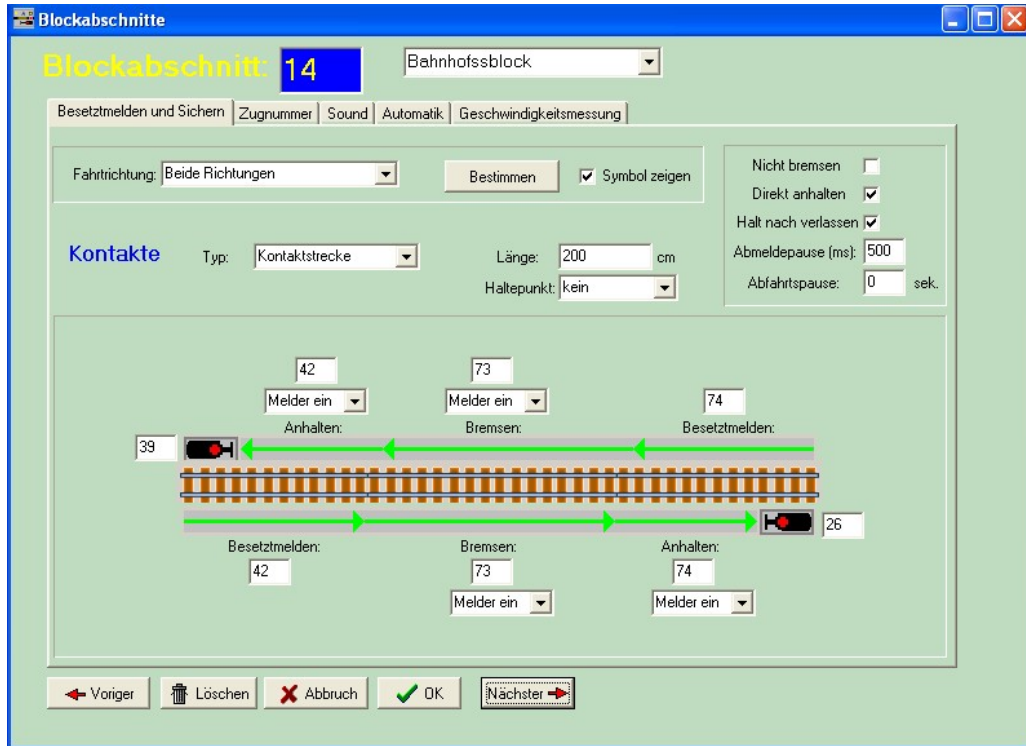 Blockabschnitte
Blockabschnitt: 14 Bahnhofssblock
Besetztmelden und Sichern Zugnummer Sound Automatik Geschwindigkeitsmessung
Fahrtrichtung: Beide Richtungen Bestimmen Symbol zeigen
Nicht bremsen
Direkt anhalten
Halt nach verlassen
Abmeldepause (ms): 500
Abfahrtspause: 0 sek.
Kontakte Typ: Kontaktstrecke Länge: 200 cm
Haltepunkt: kein
42 73
Melder ein Melder ein 74
Anhalten: Bremsen: Besetztmelden:
39
26
Besetztmelden: Bremsen: Anhalten:
42 73 74
Melder ein Melder ein
Voriger Löschen Abbruch OK Nächster